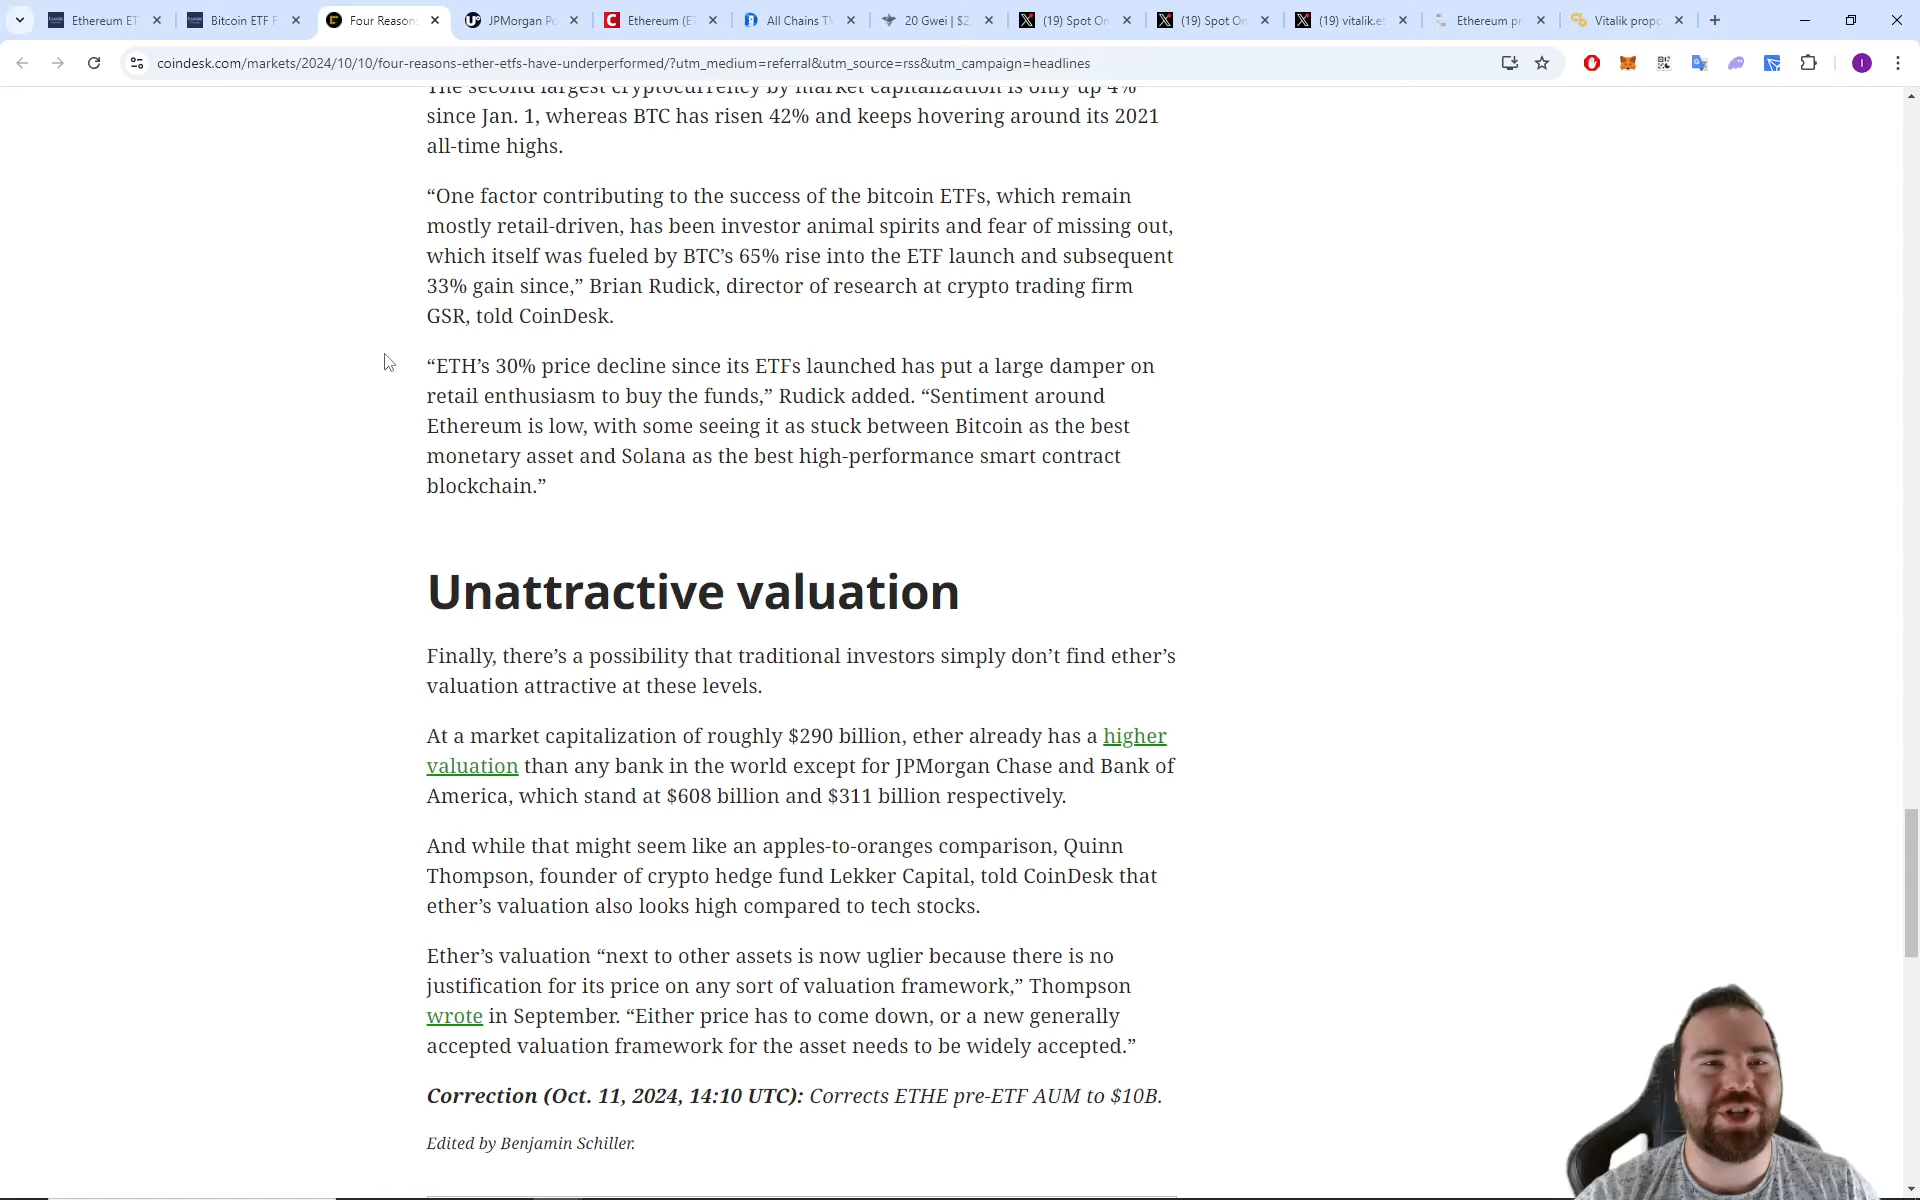 Ethereum ET
Bitcoin ETF F
Four Reason
JPMorgan Po
Ethereum (E
All Chains TV
20 Gwei | $2
(19) Spot On
(19) Spot On
(19) vitalik.et
Ethereum pr
Vitalik propo
coindesk.com/markets/2024/10/10/four-reasons-ether-etfs-have-underperformed/?utm_medium=referral&utm_source=rss&utm_campaign=headlines
The second largest cryptocurrency by market capitalization is only up 4%
since Jan. 1, whereas BTC has risen 42% and keeps hovering around its 2021
all-time highs.
“One factor contributing to the success of the bitcoin ETFs, which remain
mostly retail-driven, has been investor animal spirits and fear of missing out,
which itself was fueled by BTC’s 65% rise into the ETF launch and subsequent
33% gain since,” Brian Rudick, director of research at crypto trading firm
GSR, told CoinDesk.
“ETH’s 30% price decline since its ETFs launched has put a large damper on
retail enthusiasm to buy the funds,” Rudick added. “Sentiment around
Ethereum is low, with some seeing it as stuck between Bitcoin as the best
monetary asset and Solana as the best high-performance smart contract
blockchain.”
Unattractive valuation
Finally, there’s a possibility that traditional investors simply don’t find ether’s
valuation attractive at these levels.
At a market capitalization of roughly $290 billion, ether already has a higher
valuation than any bank in the world except for JPMorgan Chase and Bank of
America, which stand at $608 billion and $311 billion respectively.
And while that might seem like an apples-to-oranges comparison, Quinn
Thompson, founder of crypto hedge fund Lekker Capital, told CoinDesk that
ether’s valuation also looks high compared to tech stocks.
Ether’s valuation “next to other assets is now uglier because there is no
justification for its price on any sort of valuation framework,” Thompson
wrote in September. “Either price has to come down, or a new generally
accepted valuation framework for the asset needs to be widely accepted.”
Correction (Oct. 11, 2024, 14:10 UTC): Corrects ETHE pre-ETF AUM to $10B.
Edited by Benjamin Schiller.